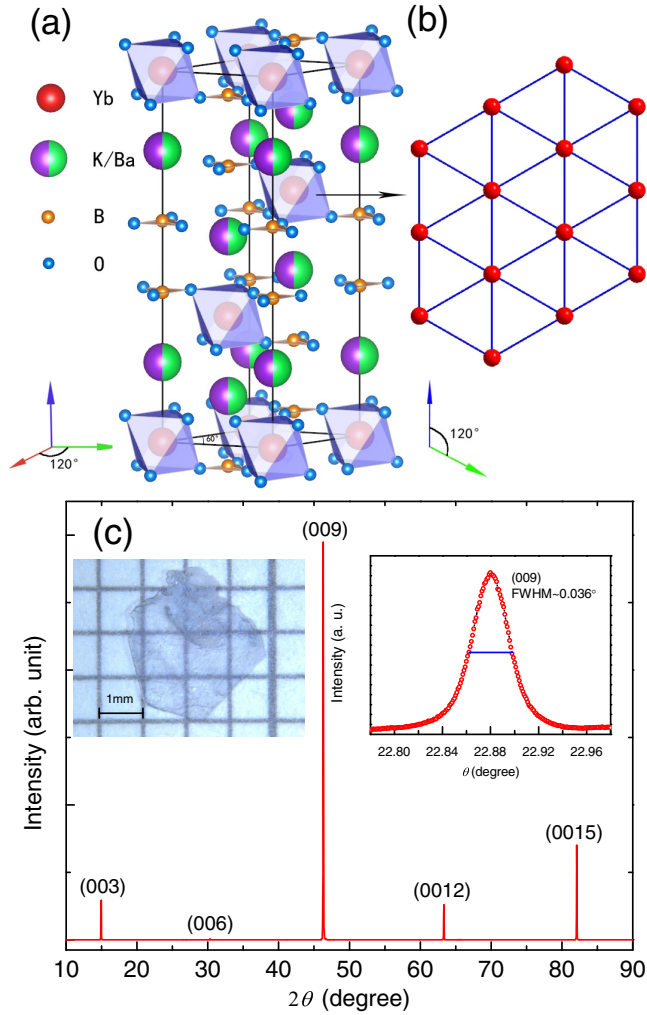 (a)
(b)
Yb
K/Ba
B
O
60°
120°
120°
(c)
(009)
(009)
FWHM~0.036°
Intensity (a. u.)
22.80 22.84 22.88 22.92 22.96
θ (degree)
1mm
Intensity (arb. unit)
(003)
(006)
(0012)
(0015)
10 20 30 40 50 60 70 80 90
2θ (degree)